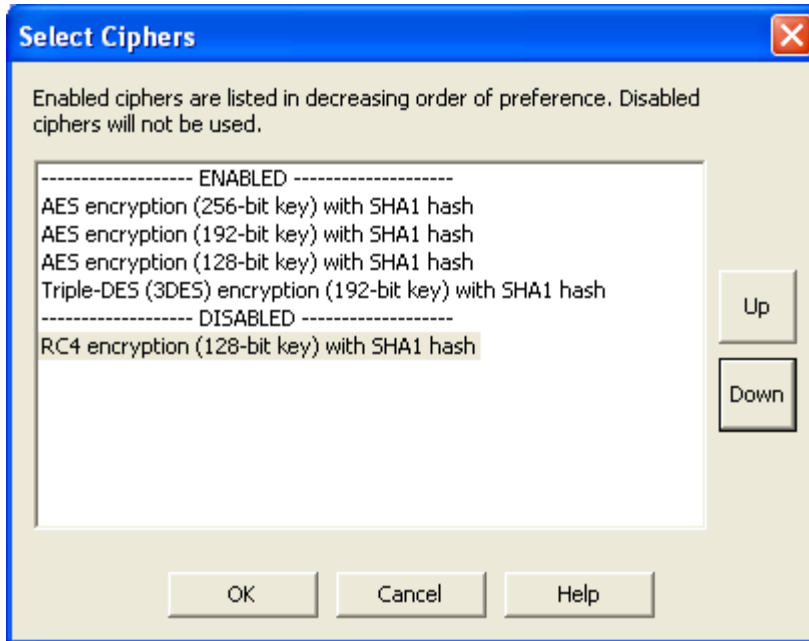 Select Ciphers
Enabled ciphers are listed in decreasing order of preference. Disabled
ciphers will not be used.
------------------- ENABLED --------------------
AES encryption (256-bit key) with SHA1 hash
AES encryption (192-bit key) with SHA1 hash
AES encryption (128-bit key) with SHA1 hash
Triple-DES (3DES) encryption (192-bit key) with SHA1 hash
------------------- DISABLED -------------------
RC4 encryption (128-bit key) with SHA1 hash
Up
Down
OK Cancel Help